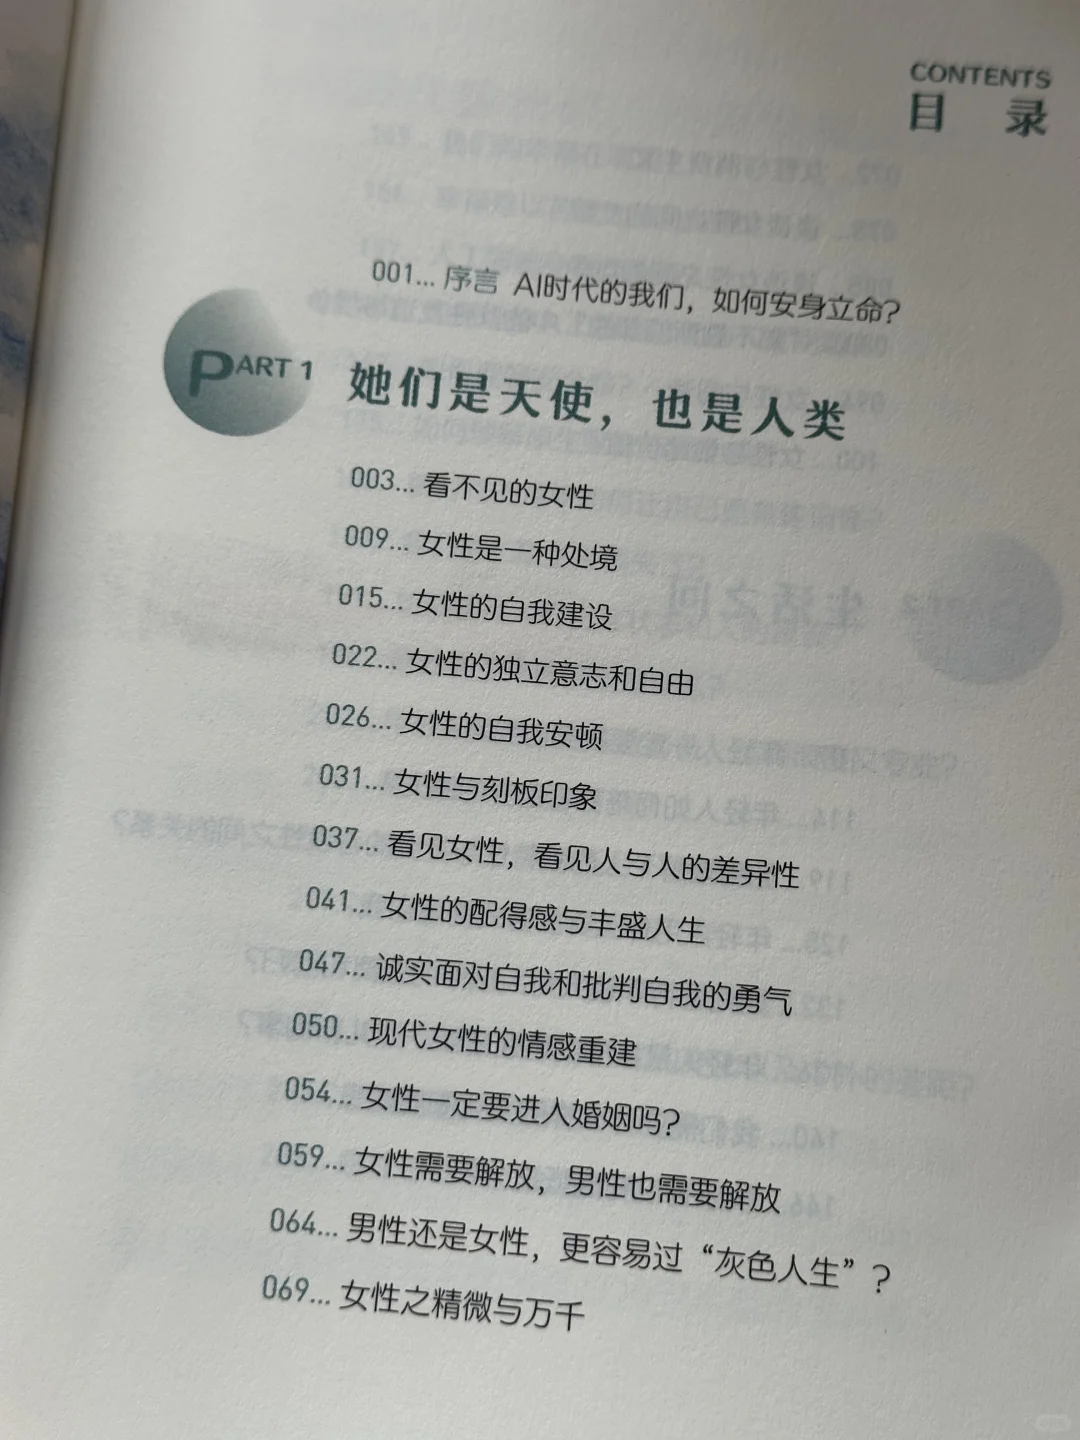 CONTENTS
目 录
001... 序言 AI时代的我们，如何安身立命？
PART 1 她们是天使，也是人类
003... 看不见的女性
009... 女性是一种处境
015... 女性的自我建设
022... 女性的独立意志和自由
026... 女性的自我安顿
031... 女性与刻板印象
037... 看见女性，看见人与人的差异性
041... 女性的配得感与丰盛人生
047... 诚实面对自我和批判自我的勇气
050... 现代女性的情感重建
054... 女性一定要进入婚姻吗？
059... 女性需要解放，男性也需要解放
064... 男性还是女性，更容易过“灰色人生”？
069... 女性之精微与万千